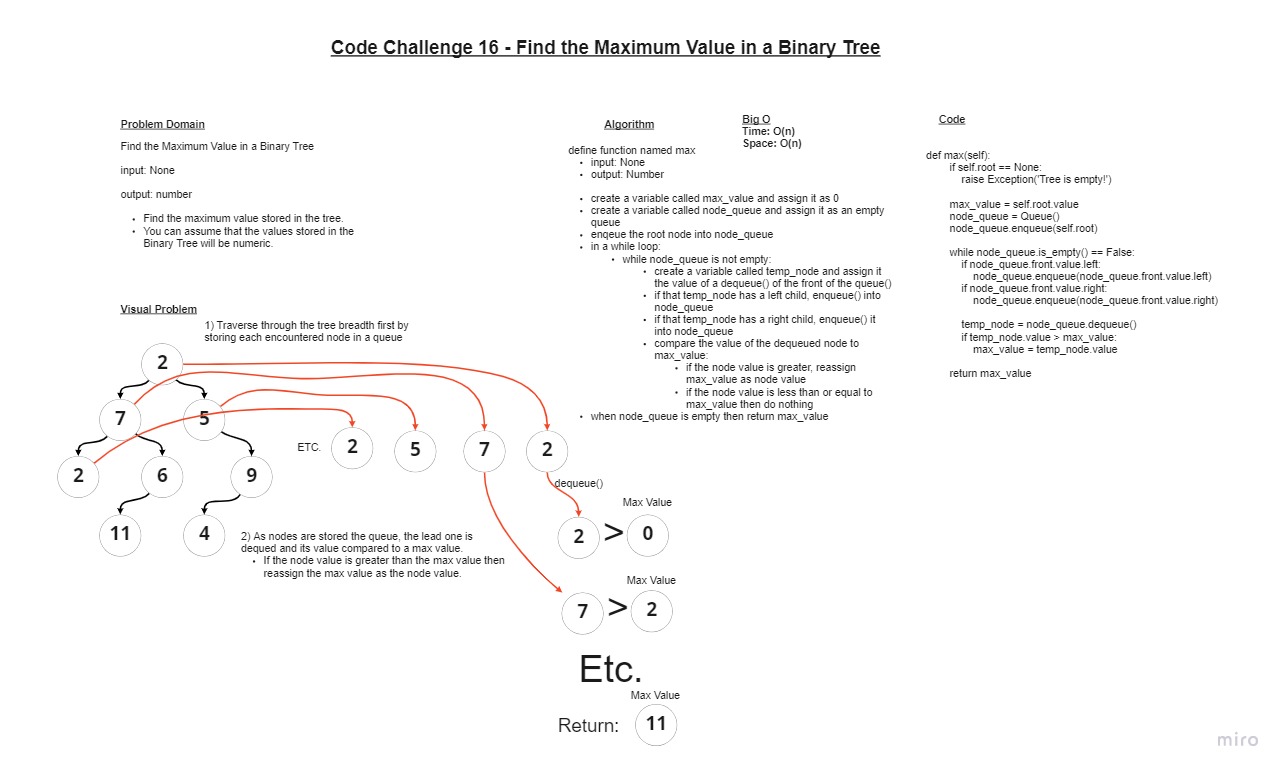 Code Challenge 16 - Find the Maximum Value in a Binary Tree
Problem Domain
Find the Maximum Value in a Binary Tree
input: None
output: number
• Find the maximum value stored in the tree.
• You can assume that the values stored in the
Binary Tree will be numeric.
Visual Problem
1) Traverse through the tree breadth first by
storing each encountered node in a queue
2
7
5
2
6
9
11
4
ETC.
2
5
7
2
dequeue()
Max Value
2
>
0
2) As nodes are stored the queue, the lead one is
dequed and its value compared to a max value.
• If the node value is greater than the max value then
reassign the max value as the node value.
Max Value
7
>
2
Etc.
Max Value
Return:
11
Algorithm
define function named max
• input: None
• output: Number
• create a variable called max_value and assign it as 0
• create a variable called node_queue and assign it as an empty
queue
• enqeue the root node into node_queue
• in a while loop:
• while node_queue is not empty:
• create a variable called temp_node and assign it
the value of a dequeue() of the front of the queue()
• if that temp_node has a left child, enqueue() into
node_queue
• if that temp_node has a right child, enqueue() it
into node_queue
• compare the value of the dequeued node to
max_value:
• if the node value is greater, reassign
max_value as node value
• if the node value is less than or equal to
max_value then do nothing
• when node_queue is empty then return max_value
Big O
Time: O(n)
Space: O(n)
Code
def max(self):
if self.root == None:
raise Exception('Tree is empty!')
max_value = self.root.value
node_queue = Queue()
node_queue.enqueue(self.root)
while node_queue.is_empty() == False:
if node_queue.front.value.left:
node_queue.enqueue(node_queue.front.value.left)
if node_queue.front.value.right:
node_queue.enqueue(node_queue.front.value.right)
temp_node = node_queue.dequeue()
if temp_node.value > max_value:
max_value = temp_node.value
return max_value
miro